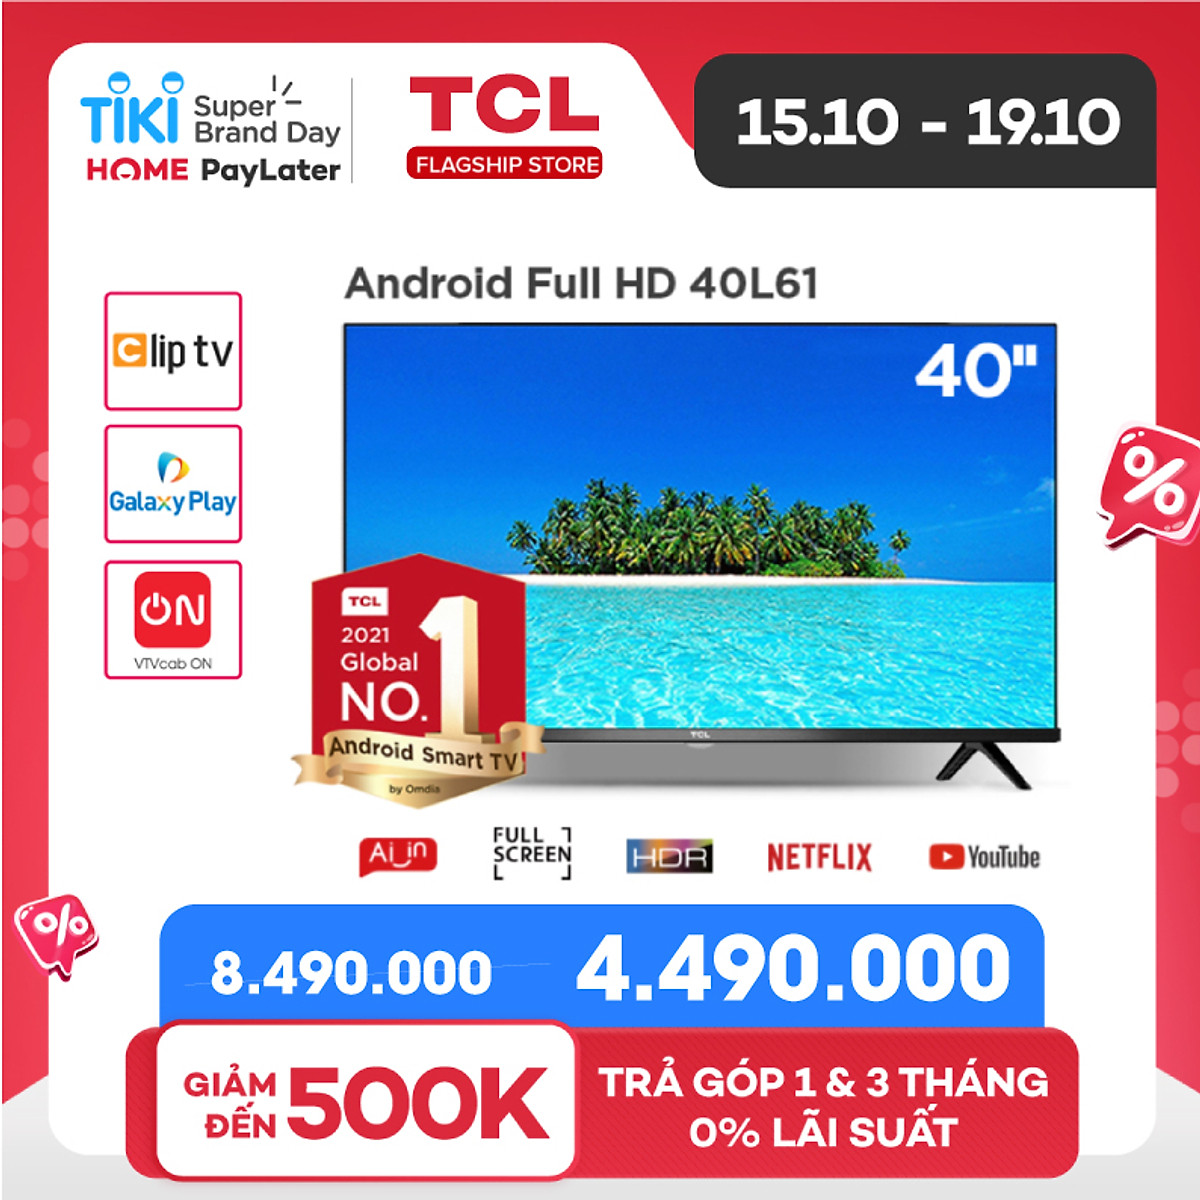 TIKI Super Brand Day
HOME PayLater
TCL
FLAGSHIP STORE
15.10 - 19.10
Android Full HD 40L61
40"
Clip tv
Galaxy Play
ON
VTVcab ON
TCL
2021
Global
NO.1
Android Smart TV
by Omdia
TCL
Ai_in
FULL
SCREEN
HDR
NETFLIX
YouTube
8.490.000
4.490.000
GIẢM
ĐẾN
500K
TRẢ GÓP 1 & 3 THÁNG
0% LÃI SUẤT
%
%